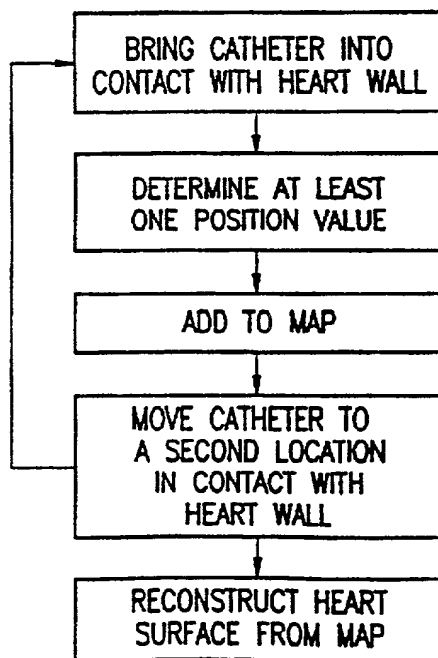 BRING CATHETER INTO
CONTACT WITH HEART WALL
DETERMINE AT LEAST
ONE POSITION VALUE
ADD TO MAP
MOVE CATHETER TO
A SECOND LOCATION
IN CONTACT WITH
HEART WALL
RECONSTRUCT HEART
SURFACE FROM MAP